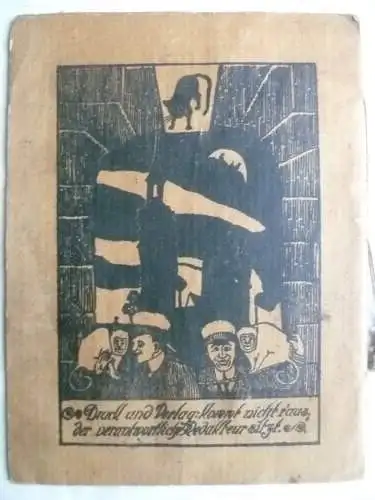 Druck und Verlag: kommt nicht raus,
der verantwortliche Redakteur sitzt.